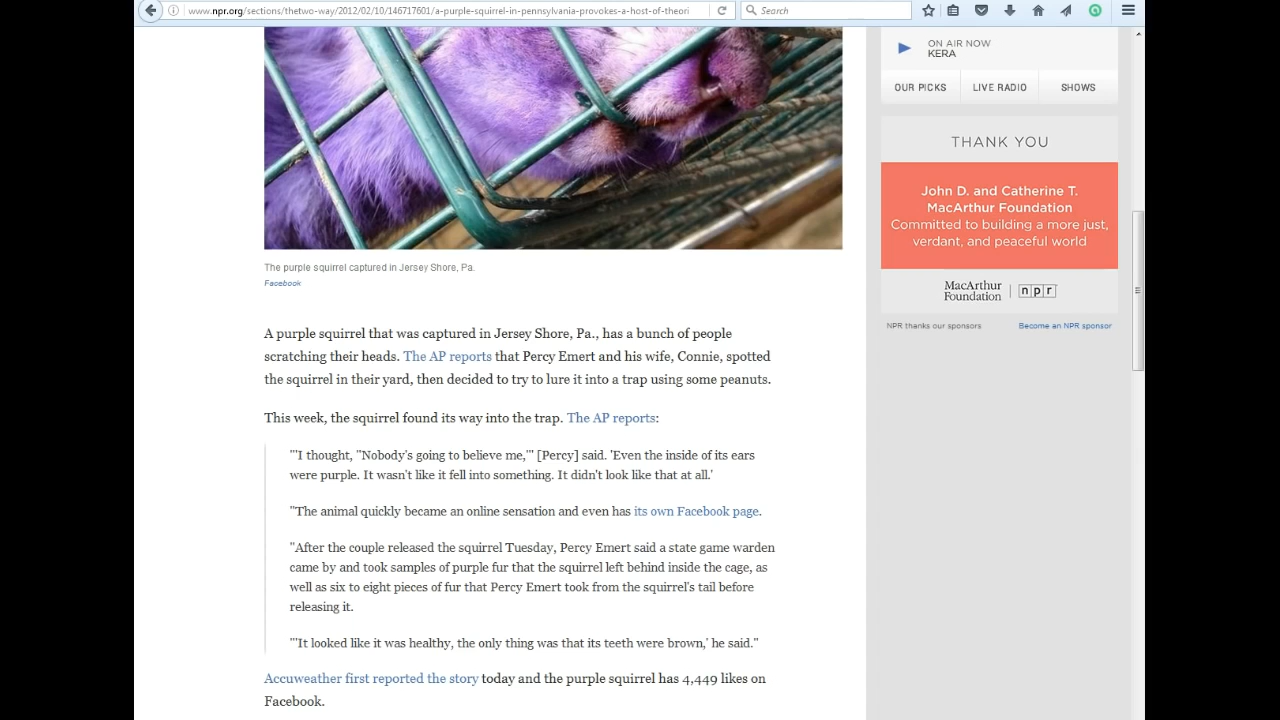 www.npr.org/sections/thetwo-way/2012/02/10/146717601/a-purple-squirrel-in-pennsylvania-provokes-a-host-of-theori
Search
ON AIR NOW
KERA
OUR PICKS
LIVE RADIO
SHOWS
THANK YOU
John D. and Catherine T.
MacArthur Foundation
Committed to building a more just,
verdant, and peaceful world
MacArthur
Foundation
npr
NPR thanks our sponsors
Become an NPR sponsor
The purple squirrel captured in Jersey Shore, Pa.
Facebook
A purple squirrel that was captured in Jersey Shore, Pa., has a bunch of people
scratching their heads. The AP reports that Percy Emert and his wife, Connie, spotted
the squirrel in their yard, then decided to try to lure it into a trap using some peanuts.
This week, the squirrel found its way into the trap. The AP reports:
"'I thought, "Nobody's going to believe me,'" [Percy] said. 'Even the inside of its ears
were purple. It wasn't like it fell into something. It didn't look like that at all.'
"The animal quickly became an online sensation and even has its own Facebook page.
"After the couple released the squirrel Tuesday, Percy Emert said a state game warden
came by and took samples of purple fur that the squirrel left behind inside the cage, as
well as six to eight pieces of fur that Percy Emert took from the squirrel's tail before
releasing it.
"'It looked like it was healthy, the only thing was that its teeth were brown,' he said."
Accuweather first reported the story today and the purple squirrel has 4,449 likes on
Facebook.